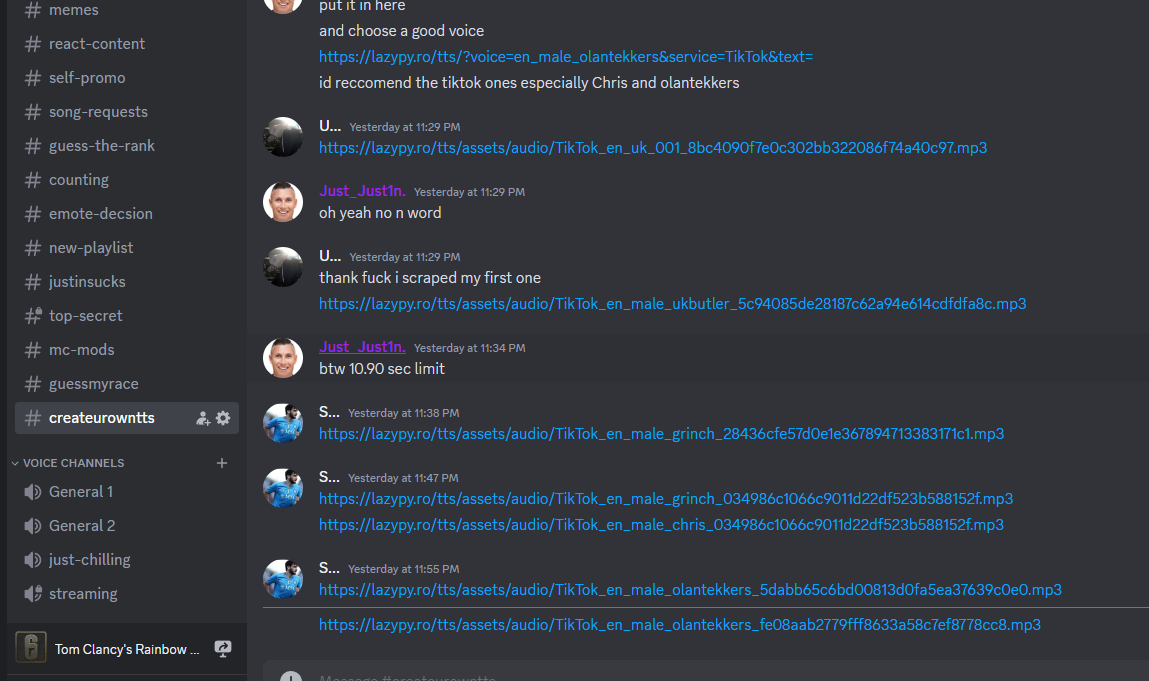 memes
react-content
self-promo
song-requests
guess-the-rank
counting
emote-decsion
new-playlist
justinsucks
top-secret
mc-mods
guessmyrace
createurowntts
VOICE CHANNELS
General 1
General 2
just-chilling
streaming
Tom Clancy's Rainbow ...
put it in here
and choose a good voice
https://lazypy.ro/tts/?voice=en_male_olantekkers&service=TikTok&text=
id reccomend the tiktok ones especially Chris and olantekkers
U... Yesterday at 11:29 PM
https://lazypy.ro/tts/assets/audio/TikTok_en_uk_001_8bc4090f7e0c302bb322086f74a40c97.mp3
Just_Just1n. Yesterday at 11:29 PM
oh yeah no n word
U... Yesterday at 11:29 PM
thank fuck i scraped my first one
https://lazypy.ro/tts/assets/audio/TikTok_en_male_ukbutler_5c94085de28187c62a94e614cdfdfa8c.mp3
Just_Just1n. Yesterday at 11:34 PM
btw 10.90 sec limit
S... Yesterday at 11:38 PM
https://lazypy.ro/tts/assets/audio/TikTok_en_male_grinch_28436cfe57d0e1e367894713383171c1.mp3
S... Yesterday at 11:47 PM
https://lazypy.ro/tts/assets/audio/TikTok_en_male_grinch_034986c1066c9011d22df523b588152f.mp3
https://lazypy.ro/tts/assets/audio/TikTok_en_male_chris_034986c1066c9011d22df523b588152f.mp3
S... Yesterday at 11:55 PM
https://lazypy.ro/tts/assets/audio/TikTok_en_male_olantekkers_5dabb65c6bd00813d0fa5ea37639c0e0.mp3
https://lazypy.ro/tts/assets/audio/TikTok_en_male_olantekkers_fe08aab2779fff8633a58c7ef8778cc8.mp3
Message #createurowntts